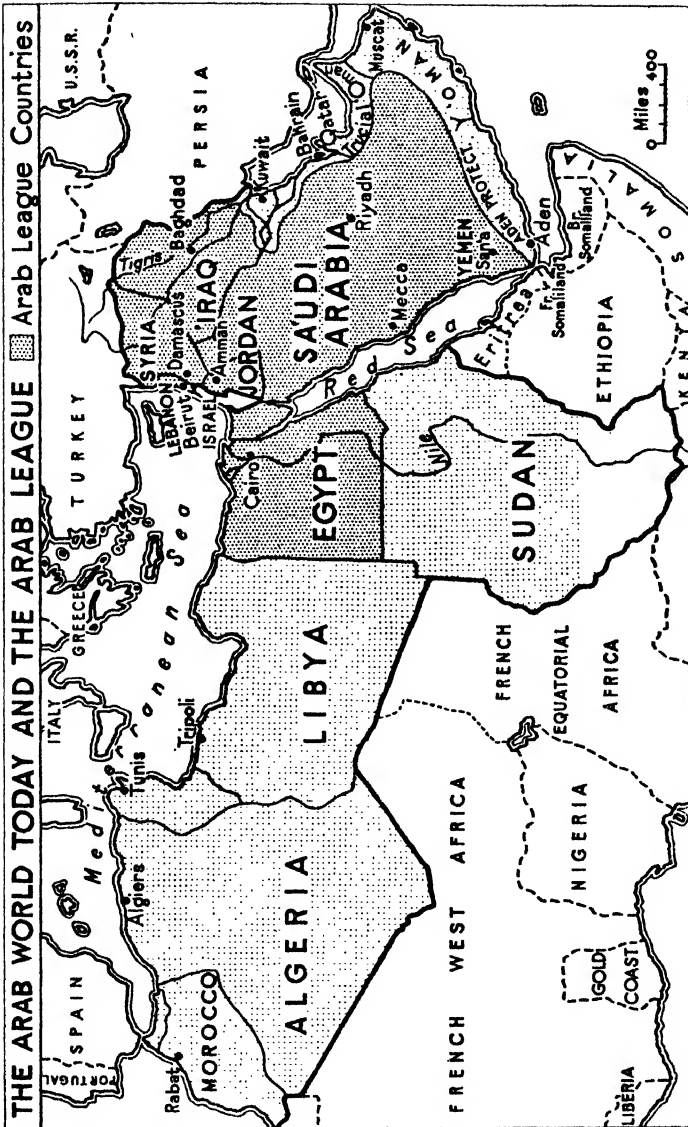 THE ARAB WORLD TODAY AND THE ARAB LEAGUE
Arab League Countries
PORTUGAL
SPAIN
ITALY
GREECE
TURKEY
U.S.S.R.
PERSIA
Mediterranean Sea
Rabat
MOROCCO
Algiers
ALGERIA
Tunis
Tripoli
LIBYA
Cairo
EGYPT
Nile
SUDAN
LEBANON
Beirut
ISRAEL
SYRIA
Damascus
Amman
JORDAN
Tigris
Baghdad
IRAQ
Kuwait
Bahrain
Qatar
Trucial
Muscat
OMAN
SA'UDI
ARABIA
Riyadh
Mecca
Red Sea
YEMEN
Sana
ADEN PROTECT'Y
Aden
Eritrea
Fr.
Somaliland
Br.
Somaliland
SOMALIA
ETHIOPIA
KENYA
FRENCH WEST AFRICA
FRENCH
EQUATORIAL
AFRICA
NIGERIA
GOLD
COAST
LIBERIA
Miles
0 400